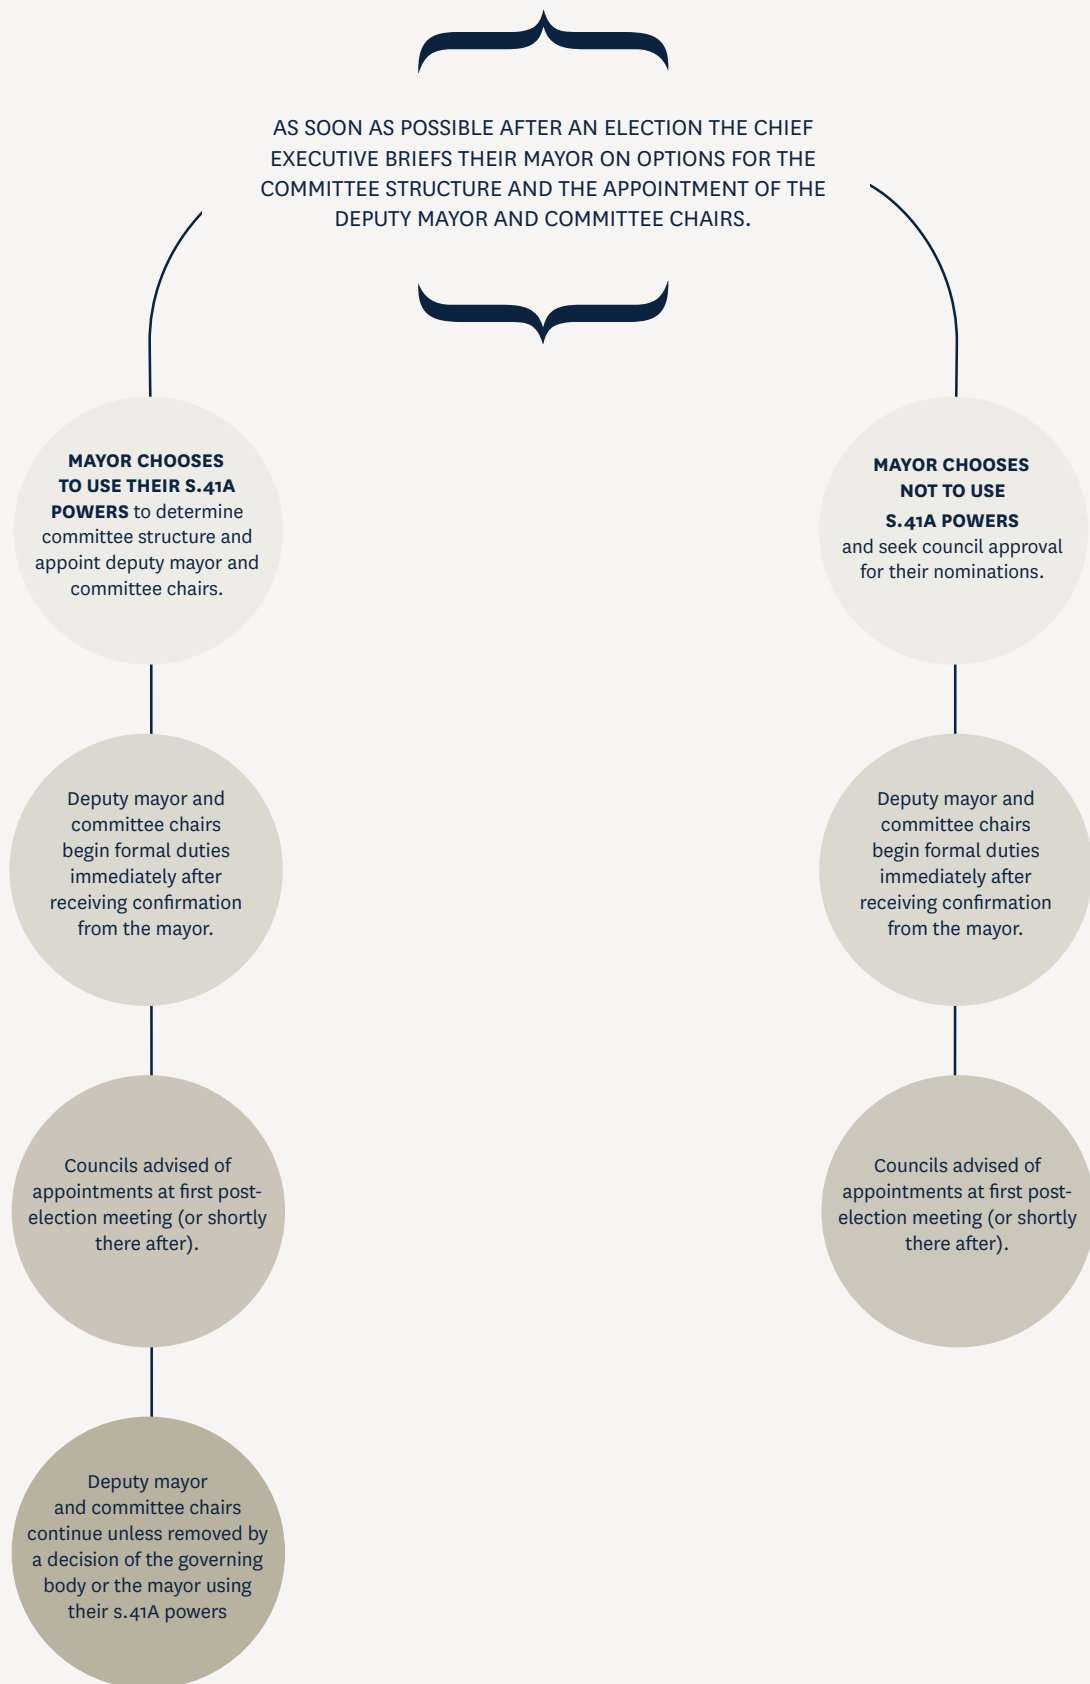 AS SOON AS POSSIBLE AFTER AN ELECTION THE CHIEF
EXECUTIVE BRIEFS THEIR MAYOR ON OPTIONS FOR THE
COMMITTEE STRUCTURE AND THE APPOINTMENT OF THE
DEPUTY MAYOR AND COMMITTEE CHAIRS.
MAYOR CHOOSES
TO USE THEIR S.41A
POWERS to determine
committee structure and
appoint deputy mayor and
committee chairs.
Deputy mayor and
committee chairs
begin formal duties
immediately after
receiving confirmation
from the mayor.
Councils advised of
appointments at first post-
election meeting (or shortly
there after).
Deputy mayor
and committee chairs
continue unless removed by
a decision of the governing
body or the mayor using
their s.41A powers
MAYOR CHOOSES
NOT TO USE
S.41A POWERS
and seek council approval
for their nominations.
Deputy mayor and
committee chairs
begin formal duties
immediately after
receiving confirmation
from the mayor.
Councils advised of
appointments at first post-
election meeting (or shortly
there after).